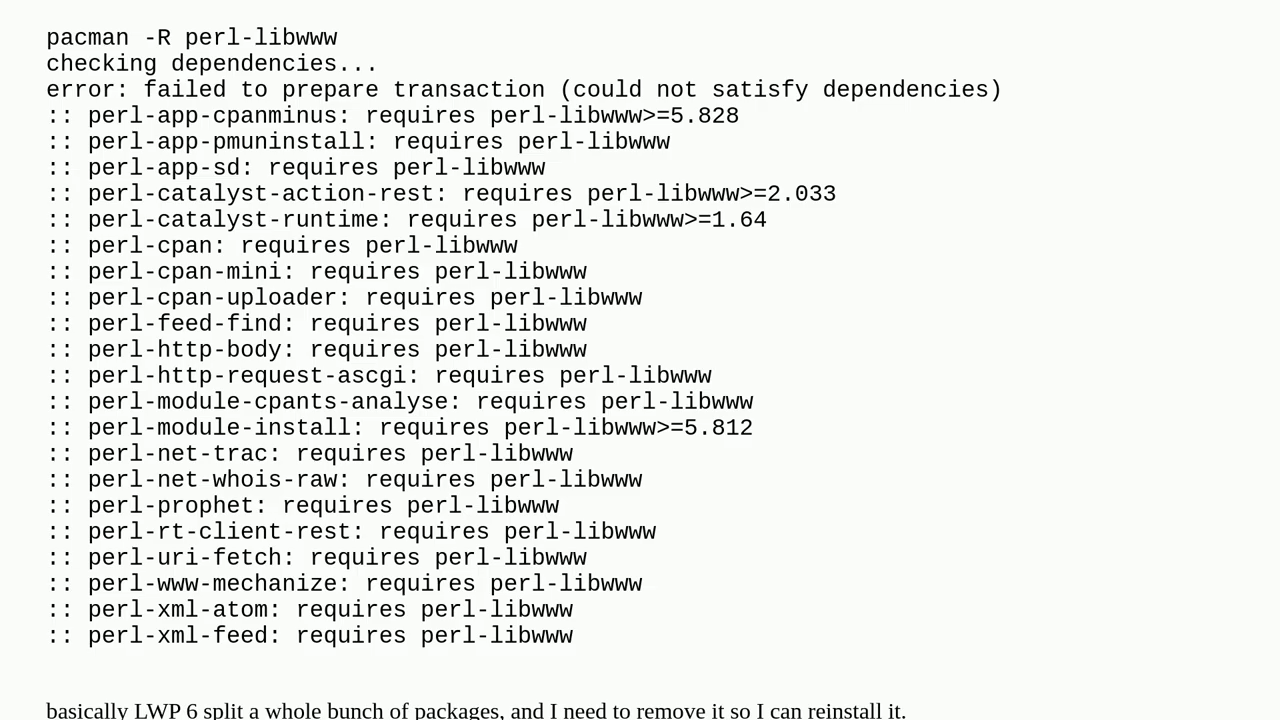 pacman -R perl-libwww
checking dependencies...
error: failed to prepare transaction (could not satisfy dependencies)
:: perl-app-cpanminus: requires perl-libwww>=5.828
:: perl-app-pmuninstall: requires perl-libwww
:: perl-app-sd: requires perl-libwww
:: perl-catalyst-action-rest: requires perl-libwww>=2.033
:: perl-catalyst-runtime: requires perl-libwww>=1.64
:: perl-cpan: requires perl-libwww
:: perl-cpan-mini: requires perl-libwww
:: perl-cpan-uploader: requires perl-libwww
:: perl-feed-find: requires perl-libwww
:: perl-http-body: requires perl-libwww
:: perl-http-request-ascgi: requires perl-libwww
:: perl-module-cpants-analyse: requires perl-libwww
:: perl-module-install: requires perl-libwww>=5.812
:: perl-net-trac: requires perl-libwww
:: perl-net-whois-raw: requires perl-libwww
:: perl-prophet: requires perl-libwww
:: perl-rt-client-rest: requires perl-libwww
:: perl-uri-fetch: requires perl-libwww
:: perl-www-mechanize: requires perl-libwww
:: perl-xml-atom: requires perl-libwww
:: perl-xml-feed: requires perl-libwww
basically LWP 6 split a whole bunch of packages, and I need to remove it so I can reinstall it.